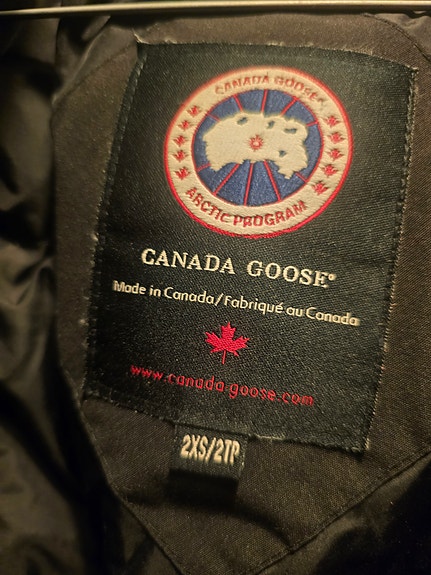 CANADA GOOSE®
ARCTIC PROGRAM
CANADA GOOSE®
Made in Canada/Fabriqué au Canada
www.canada-goose.com
2XS/2TP